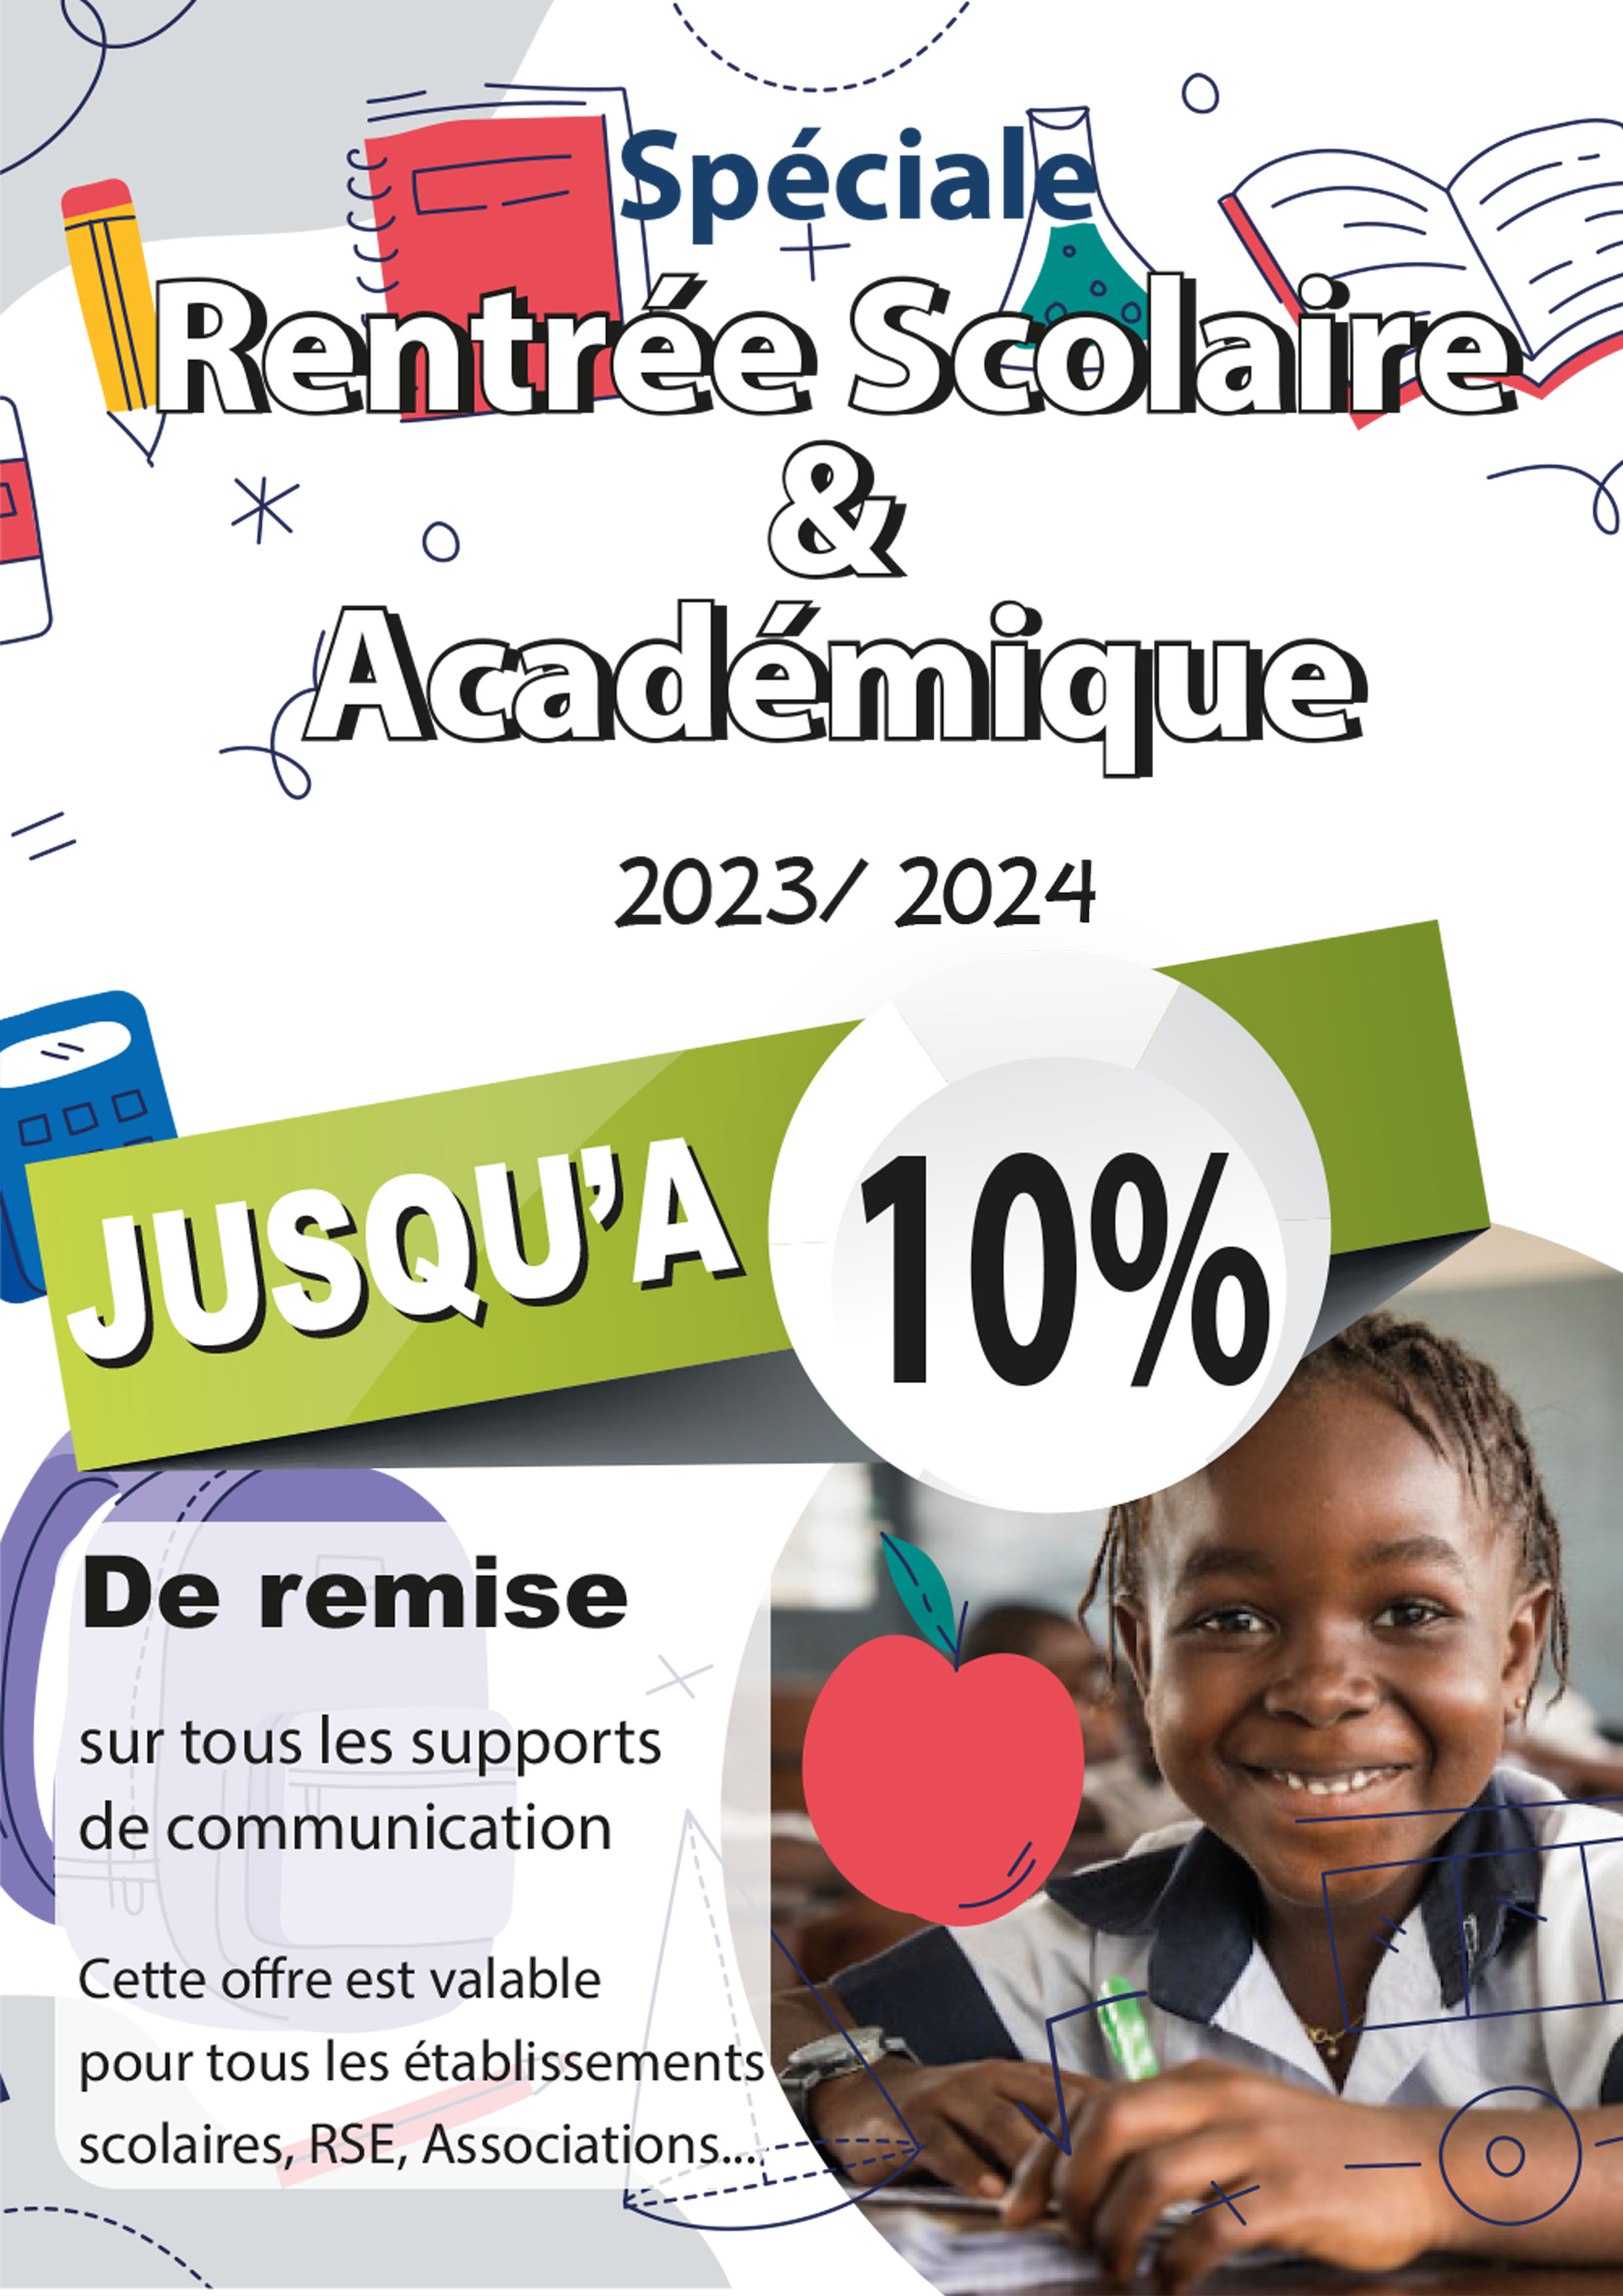 Spéciale
Rentrée Scolaire
&
Académique
2023/ 2024
JUSQU'A
10%
De remise
sur tous les supports
de communication
Cette offre est valable
pour tous les établissements
scolaires, RSE, Associations...